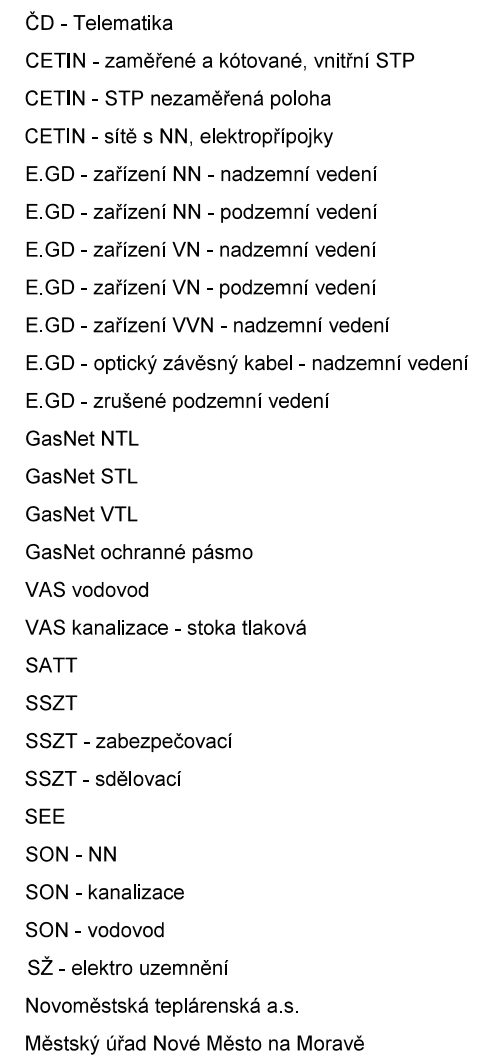 ČD - Telematika
CETIN - zaměřené a kótované, vnitřní STP
CETIN - STP nezaměřená poloha
CETIN - sítě s NN, elektropřípojky
E.GD - zařízení NN - nadzemní vedení
E.GD - zařízení NN - podzemní vedení
E.GD - zařízení VN - nadzemní vedení
E.GD - zařízení VN - podzemní vedení
E.GD - zařízení VVN - nadzemní vedení
E.GD - optický závěsný kabel - nadzemní vedení
E.GD - zrušené podzemní vedení
GasNet NTL
GasNet STL
GasNet VTL
GasNet ochranné pásmo
VAS vodovod
VAS kanalizace - stoka tlaková
SATT
SSZT
SSZT - zabezpečovací
SSZT - sdělovací
SEE
SON - NN
SON - kanalizace
SON - vodovod
SŽ - elektro uzemnění
Novoměstská teplárenská a.s.
Městský úřad Nové Město na Moravě